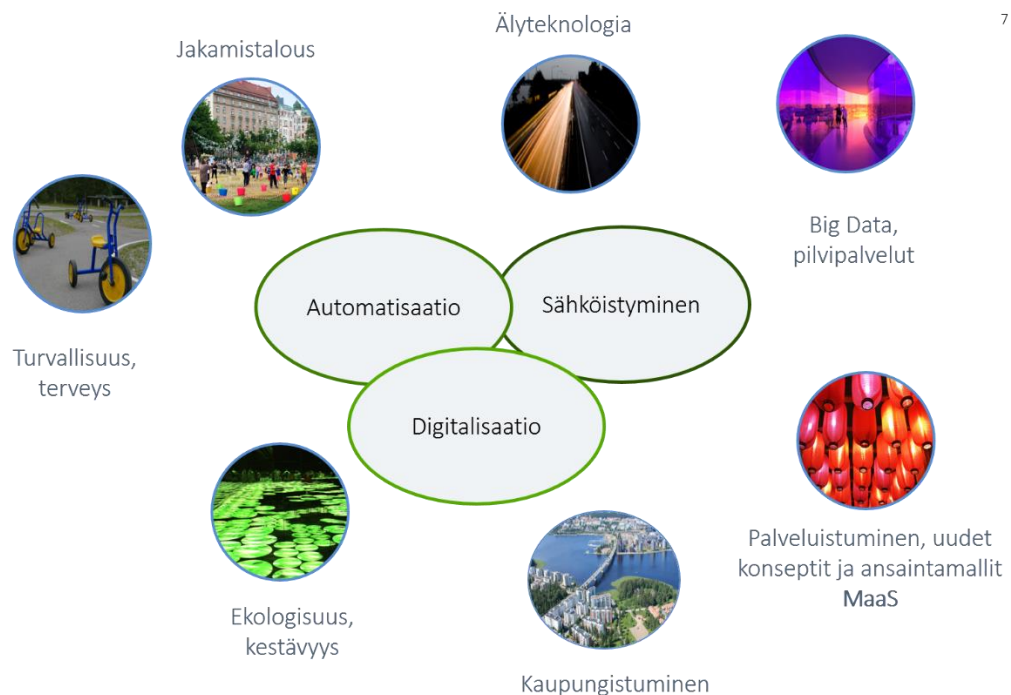 7
Älyteknologia
Jakamistalous
Big Data,
pilvipalvelut
Automatisaatio
Sähköistyminen
Turvallisuus,
terveys
Digitalisaatio
Palveluistuminen, uudet
konseptit ja ansaintamallit
MaaS
Ekologisuus,
kestävyys
Kaupungistuminen